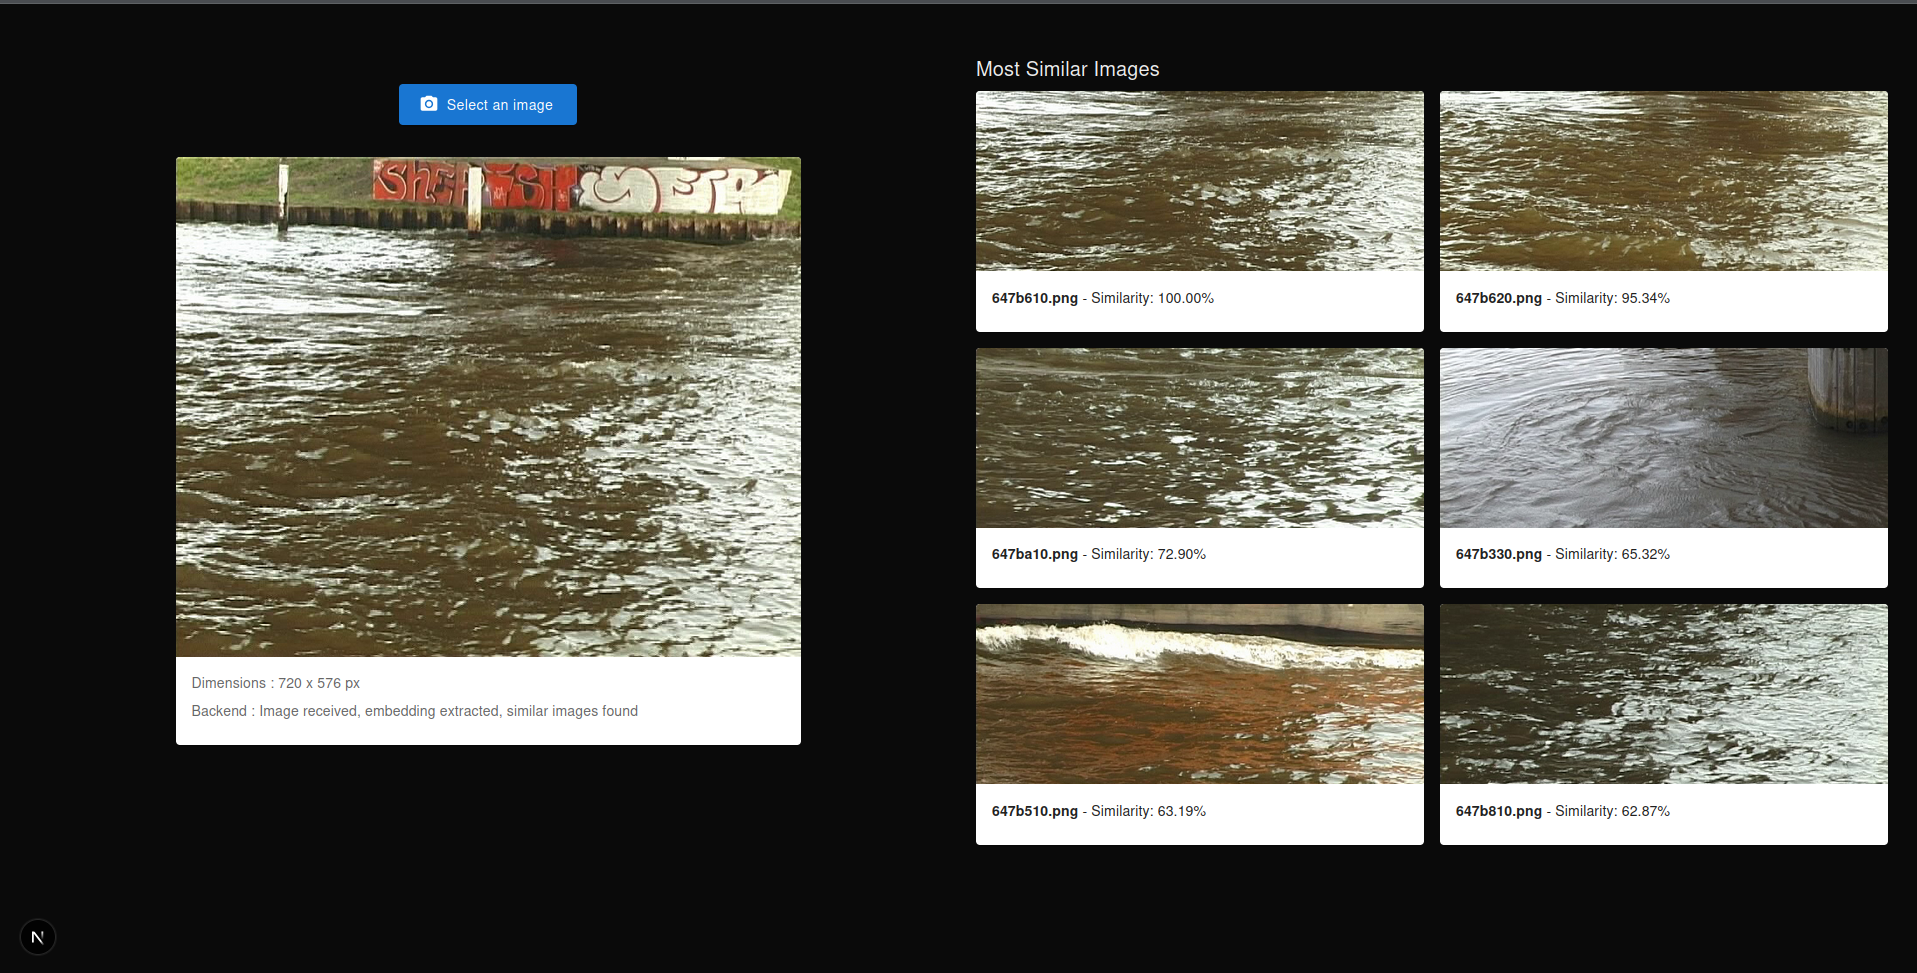 Select an image
SHE
ISH
Dimensions : 720 x 576 px
Backend : Image received, embedding extracted, similar images found
Most Similar Images
647b610.png - Similarity: 100.00%
647b620.png - Similarity: 95.34%
647ba10.png - Similarity: 72.90%
647b330.png - Similarity: 65.32%
647b510.png - Similarity: 63.19%
647b810.png - Similarity: 62.87%
N